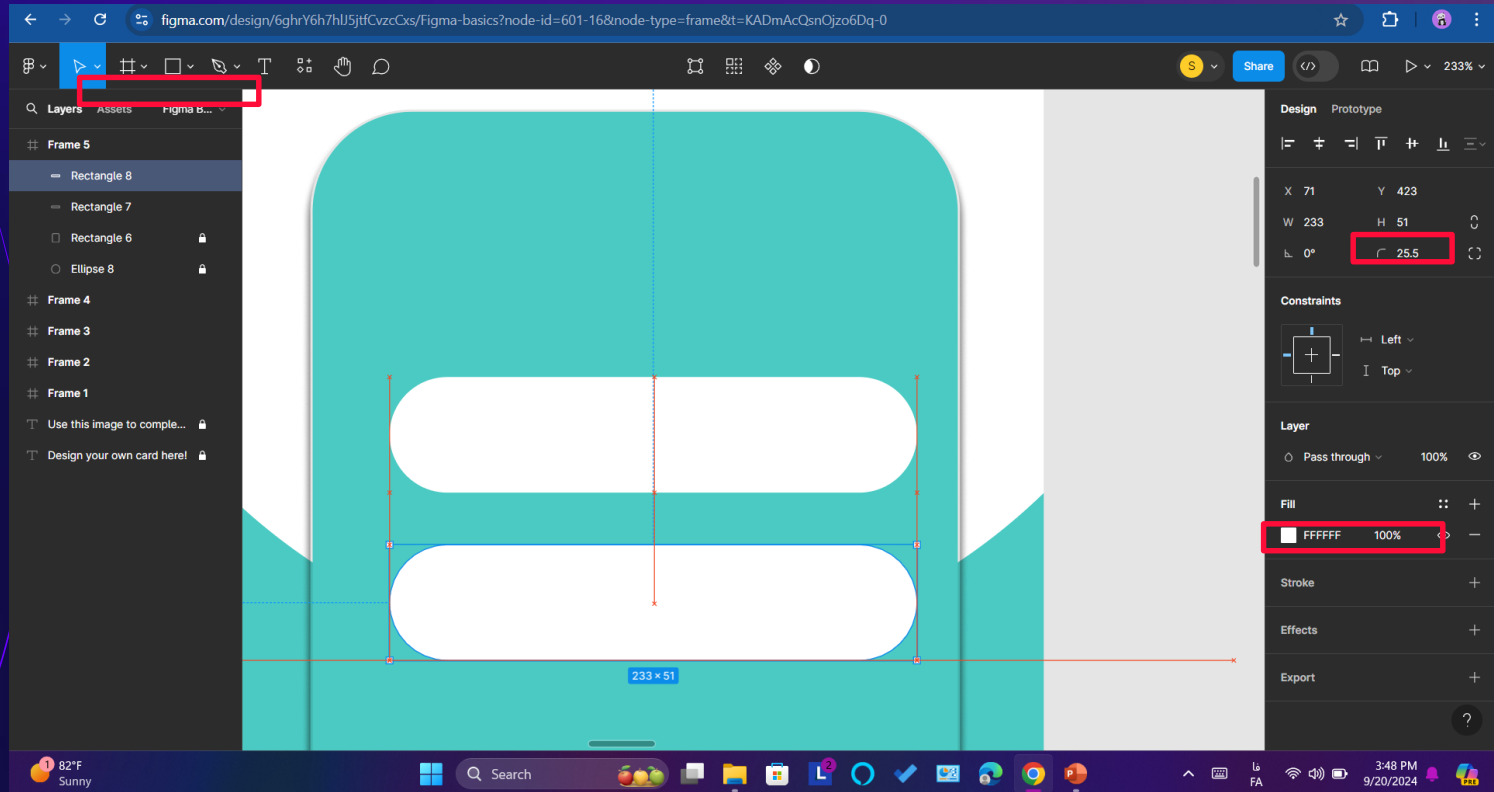 figma.com/design/6ghrY6h7hlJ5jtfCvzcCxs/Figma-basics?node-id=601-16&node-type=frame&t=KADmAcQsnOjzo6Dq-0
S
Share
233%
Layers Assets Figma B...
Frame 5
Rectangle 8
Rectangle 7
Rectangle 6
Ellipse 8
Frame 4
Frame 3
Frame 2
Frame 1
Use this image to comple...
Design your own card here!
233 × 51
Design Prototype
X 71 Y 423
W 233 H 51
0° 25.5
Constraints
Left
Top
Layer
Pass through 100%
Fill
FFFFFF 100%
Stroke
Effects
Export
?
1
82°F
Sunny
Search
L 2
P
فا
FA
3:48 PM
9/20/2024
PRE